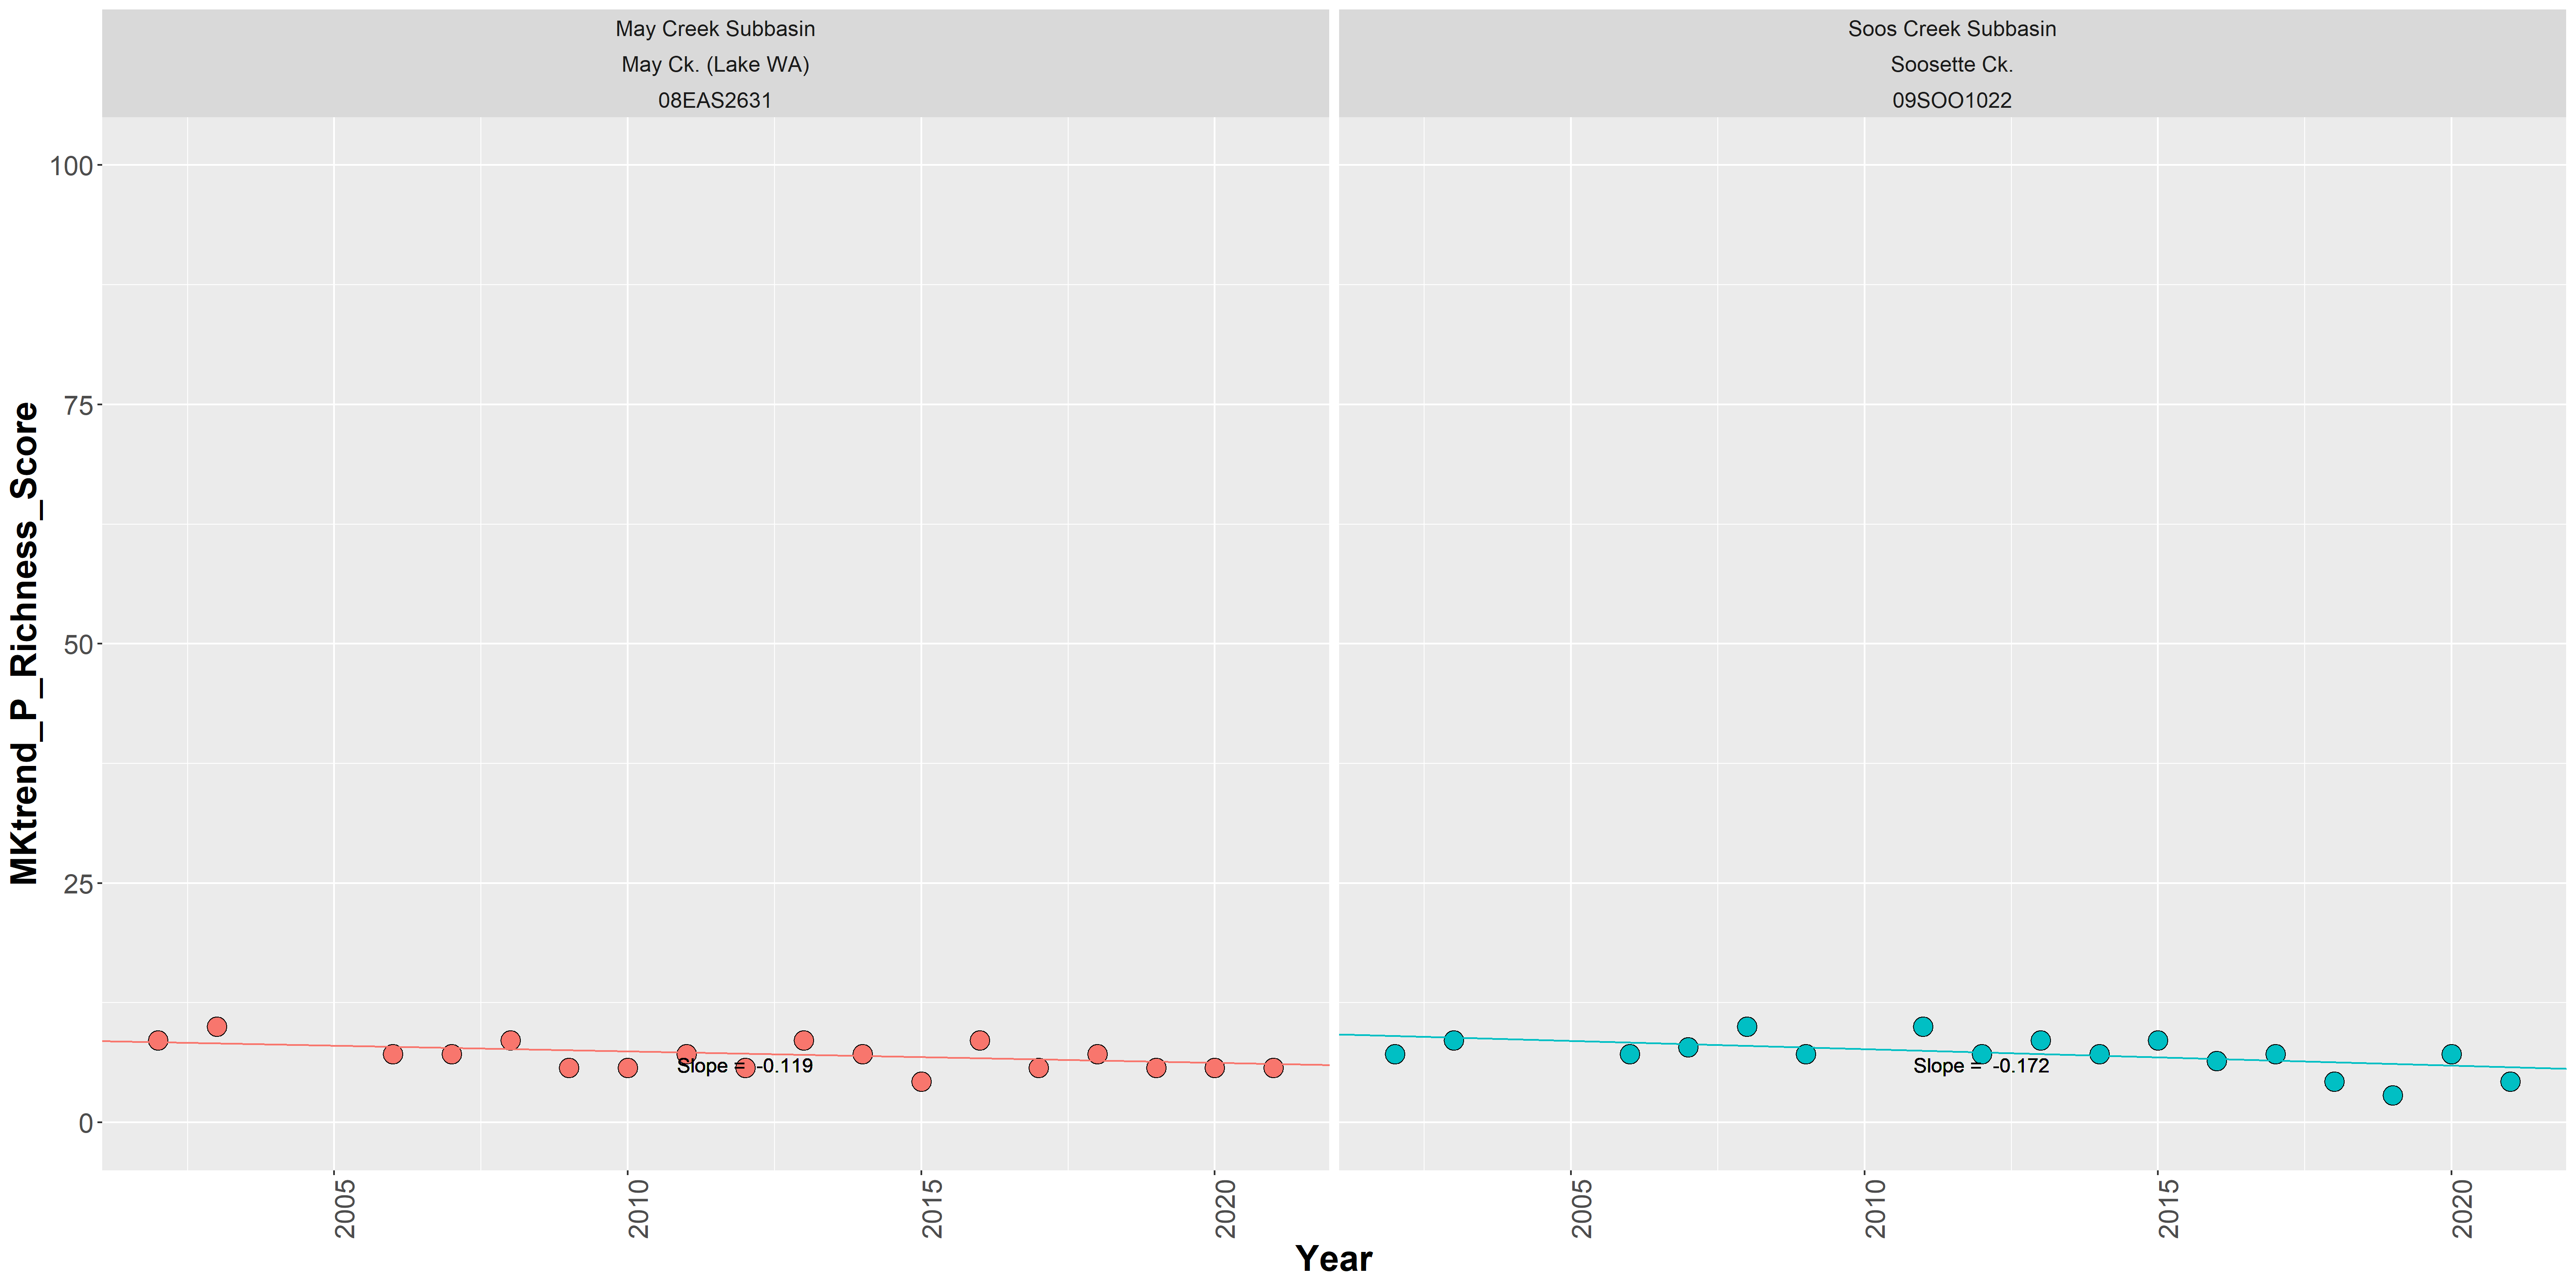 May Creek Subbasin
May Ck. (Lake WA)
08EAS2631
Soos Creek Subbasin
Soosette Ck.
09SOO1022
MKtrend_P_Richness_Score
100
75
50
25
0
Slope = -0.119
Slope = -0.172
2005
2010
2015
2020
2005
2010
2015
2020
Year